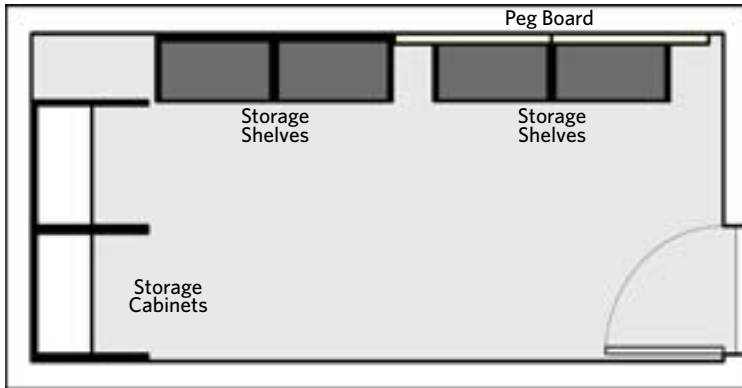 Peg Board
Storage
Shelves
Storage
Shelves
Storage
Cabinets